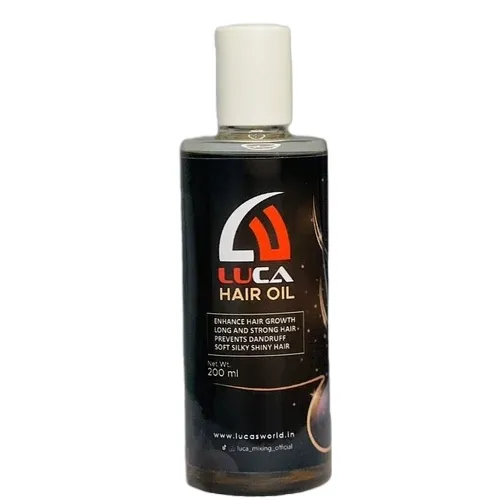 LUCA
HAIR OIL
ENHANCE HAIR GROWTH
LONG AND STRONG HAIR
PREVENTS DANDRUFF
SOFT SILKY SHINY HAIR
Net. Wt.
200 ml
www.lucasworld.in
luca_mixing_official